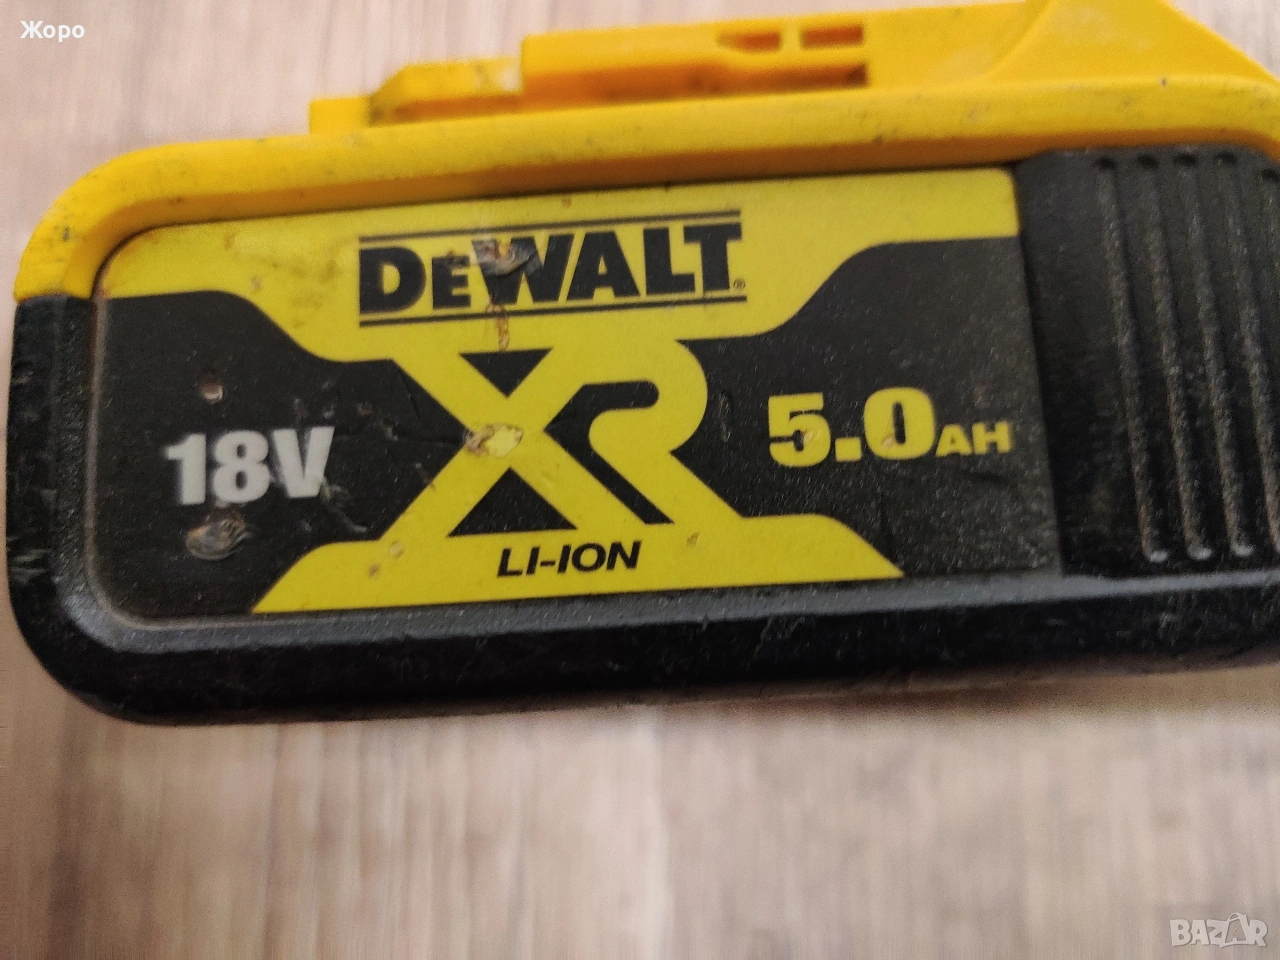 Жоро
DEWALT®
XR
18V
5.0AH
LI-ION
BAZAR